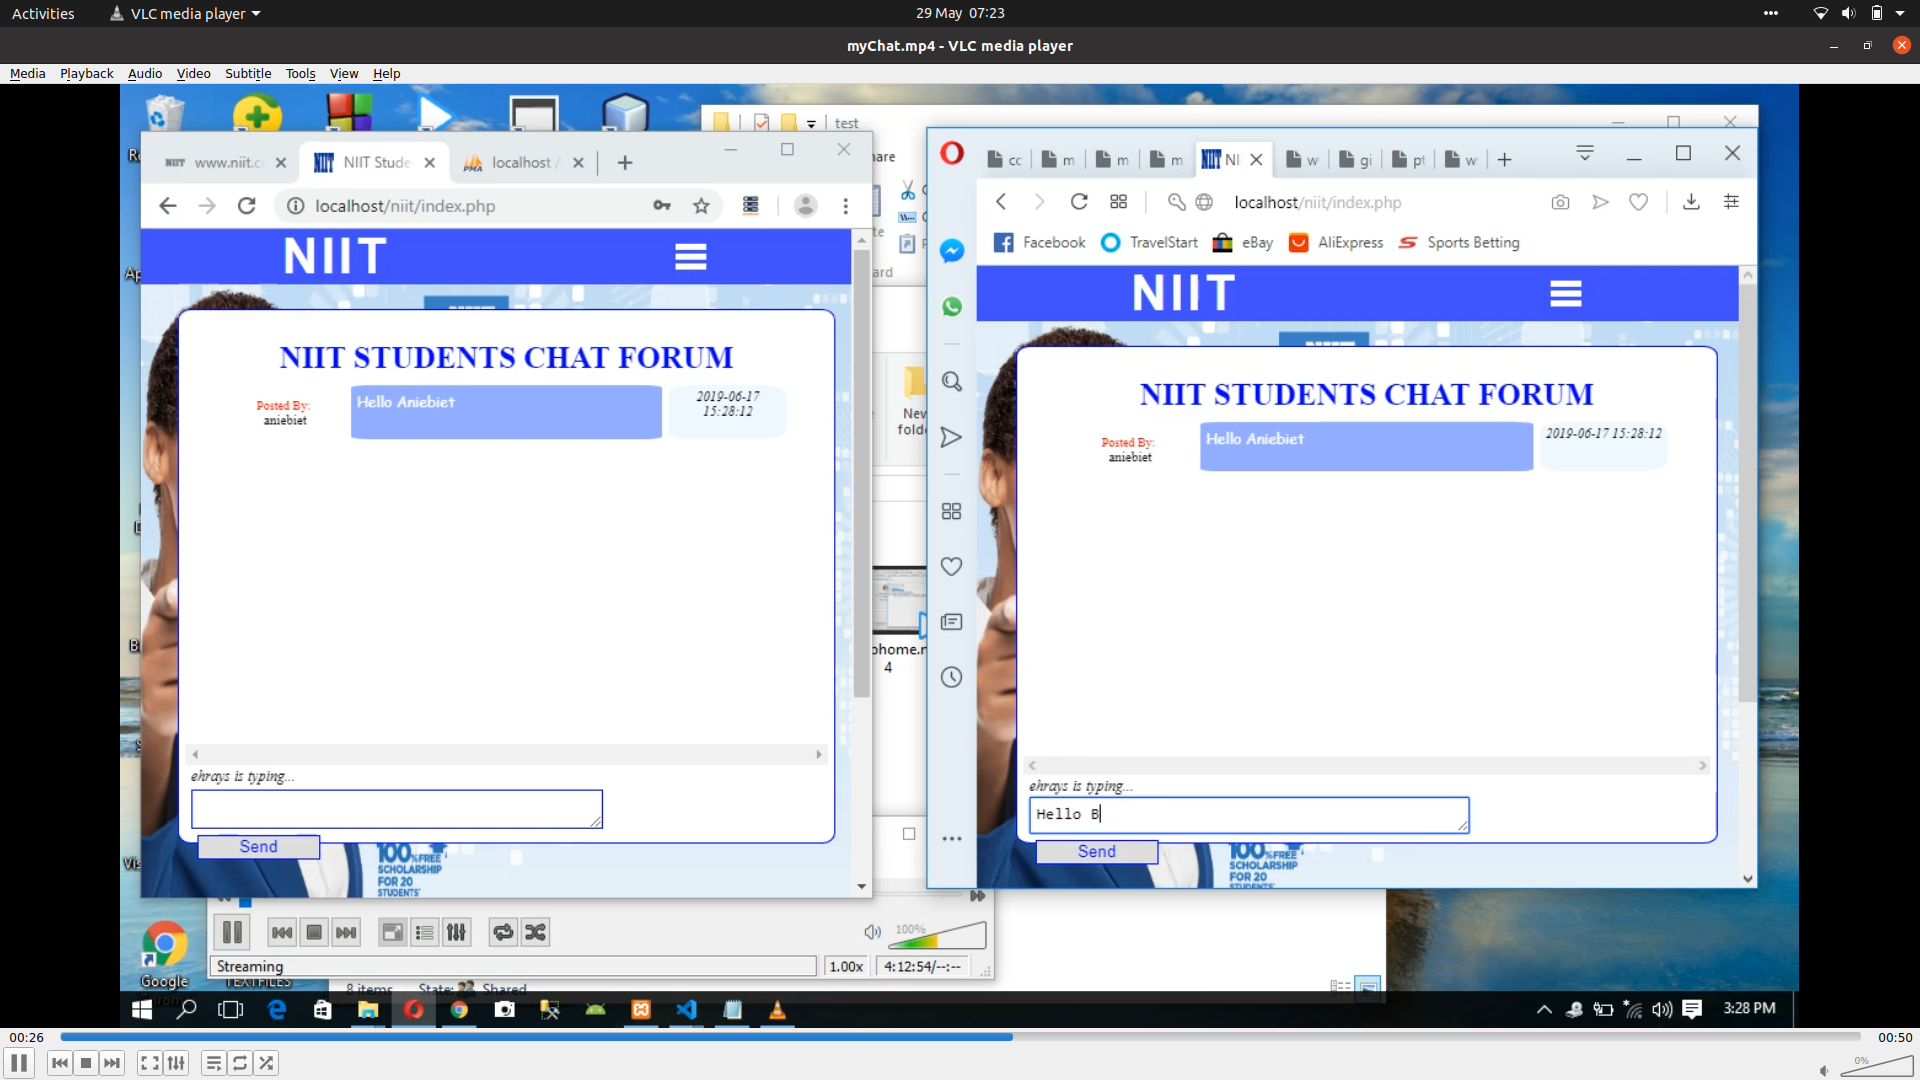 Activities
VLC media player
29 May 07:23
myChat.mp4 - VLC media player
Media Playback Audio Video Subtitle Tools View Help
test
www.niit.c
NIIT Stude
localhost /
localhost/niit/index.php
NIIT
NIIT STUDENTS CHAT FORUM
Posted By:
aniebiet
Hello Aniebiet
2019-06-17
15:28:12
ehrays is typing...
Send
100% FREE
SCHOLARSHIP
FOR 20
STUDENTS'
hare
ard
New
folde
ohome.m
4
cc m m m NI w gi pt w
localhost/niit/index.php
Facebook TravelStart eBay AliExpress Sports Betting
NIIT
NIIT STUDENTS CHAT FORUM
Posted By:
aniebiet
Hello Aniebiet
2019-06-17 15:28:12
ehrays is typing...
Hello B
Send
100% FREE
SCHOLARSHIP
FOR 20
STUDENTS'
100%
Streaming
1.00x
4:12:54/--:--
Google
TEXTFILES
8 items State: Shared
3:28 PM
00:26
00:50
0%